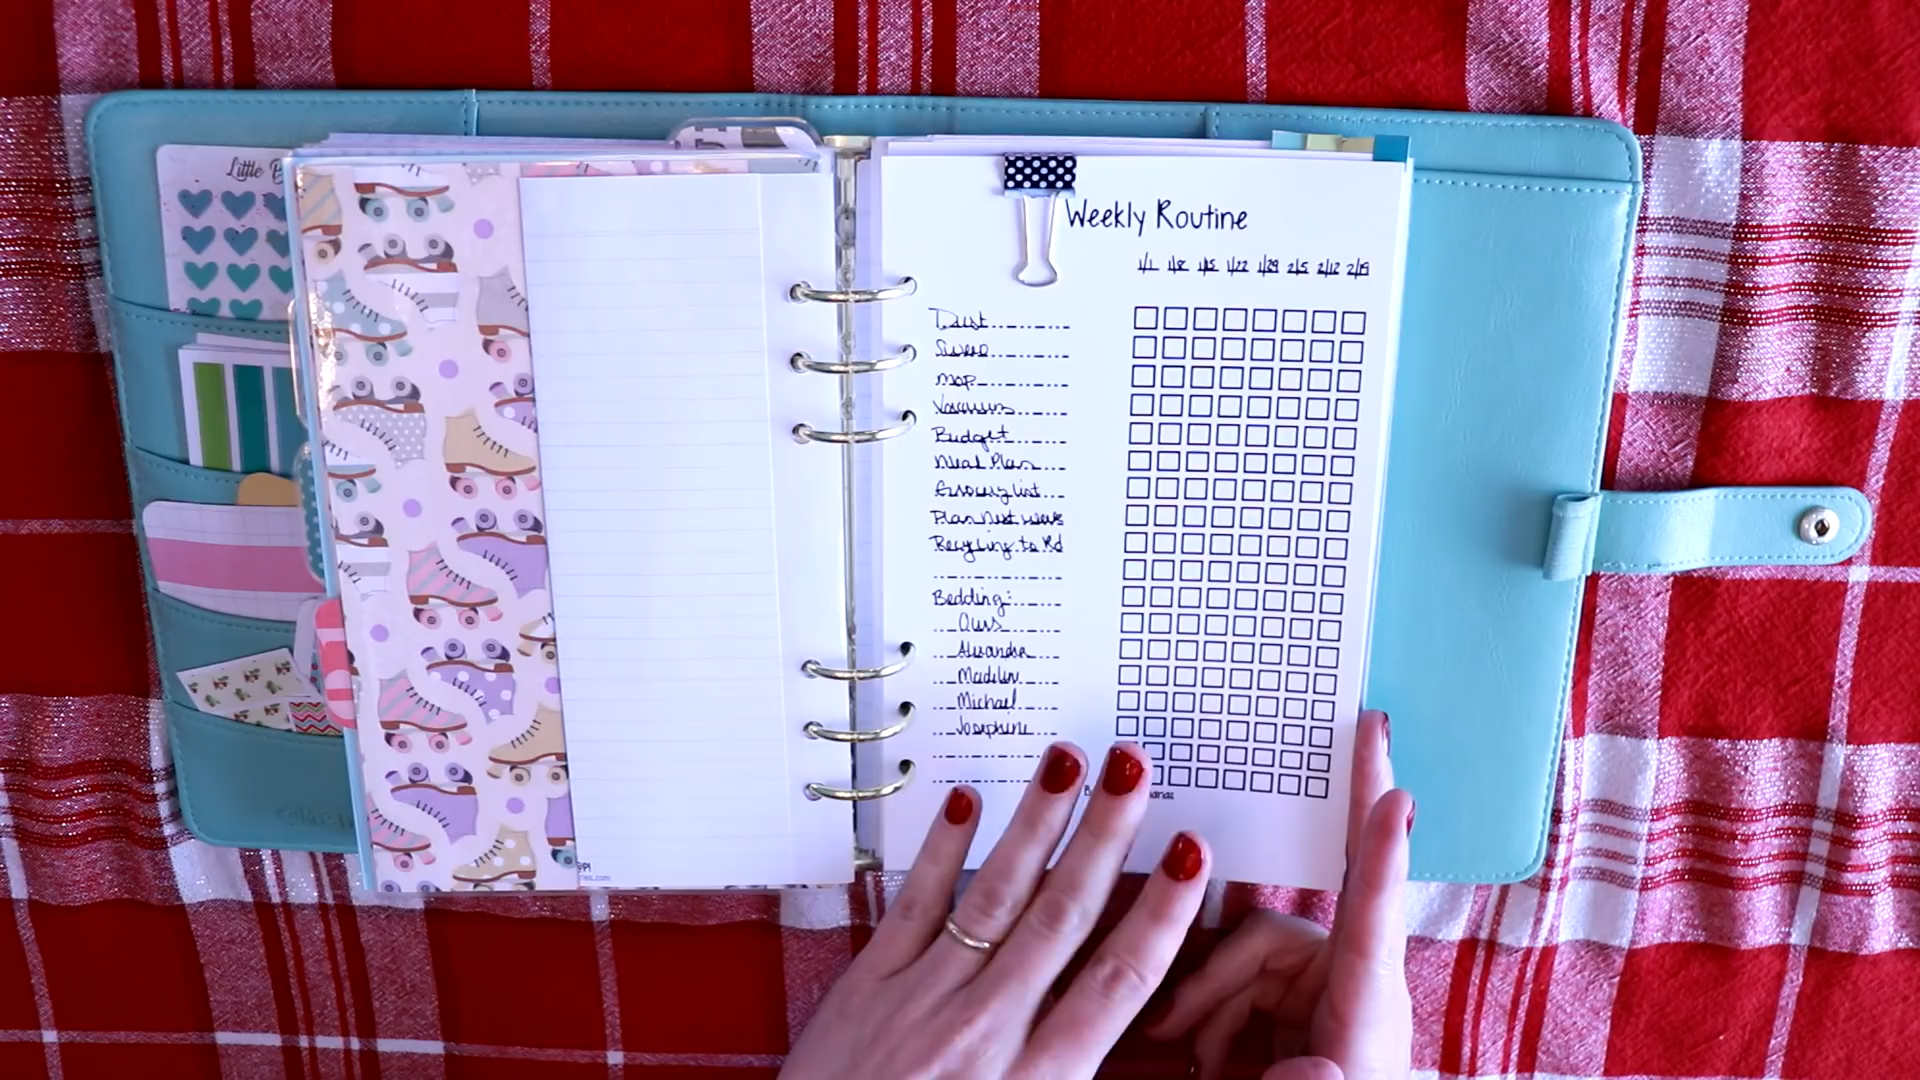 Little B
Weekly Routine
1/1 1/8 1/15 1/22 1/29 2/5 2/12 2/19
Dust
Sweep
Mop
Vacuum
Budget
Meal Plan
Grocery list
Plan Next week
Recycling to Rd
Bedding:
Ours
Alexandra
Madelin
Michael
Josephine